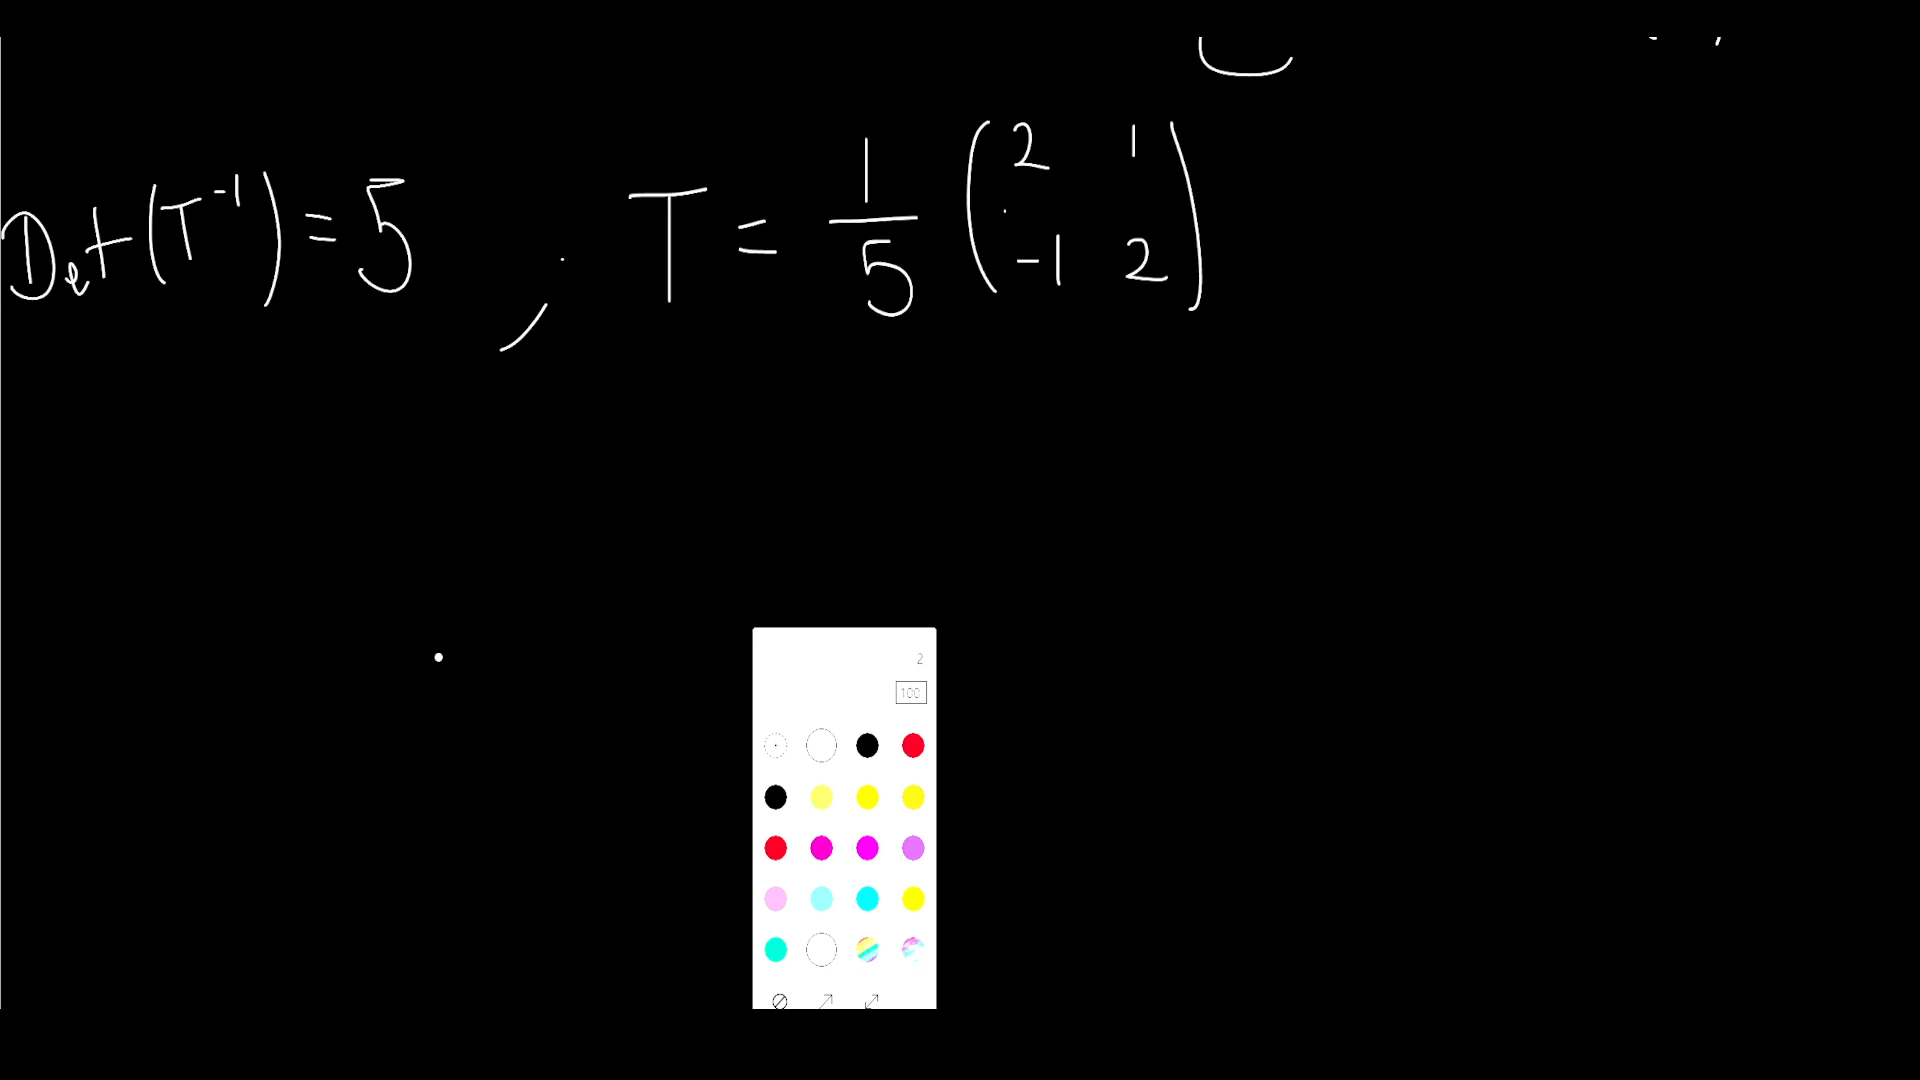 Det(T⁻¹) = 5 , T = 1/5 (2 1 -1 2)
2
100